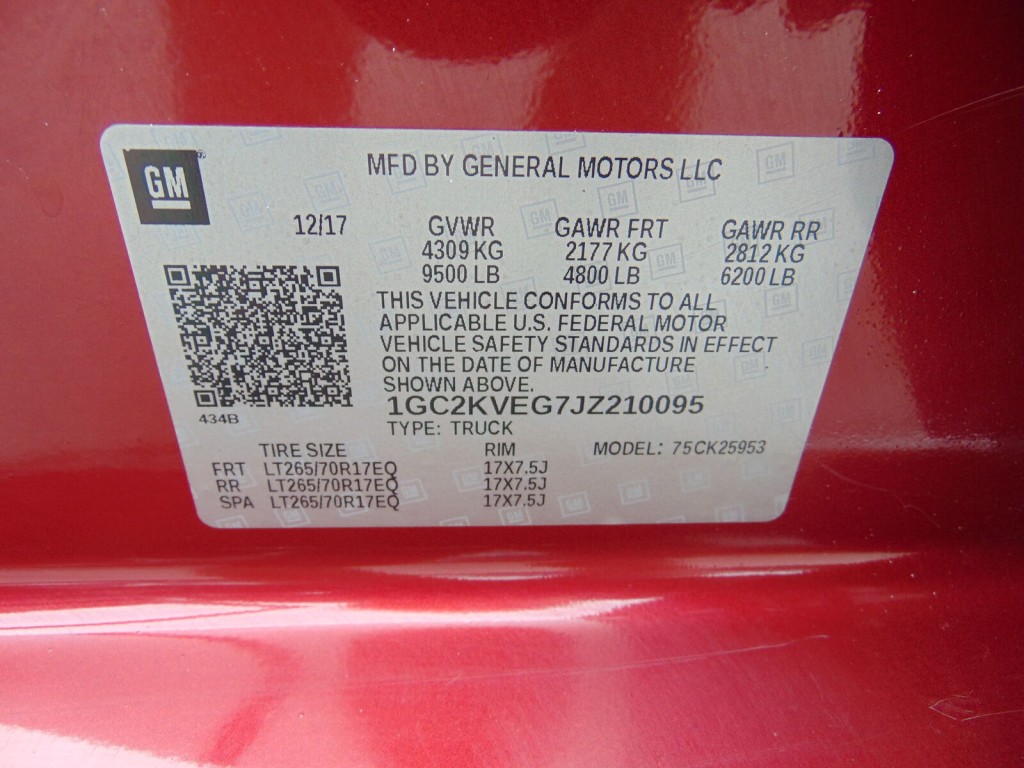 GM
MFD BY GENERAL MOTORS LLC
12/17 GVWR GAWR FRT GAWR RR
4309 KG 2177 KG 2812 KG
9500 LB 4800 LB 6200 LB
THIS VEHICLE CONFORMS TO ALL
APPLICABLE U.S. FEDERAL MOTOR
VEHICLE SAFETY STANDARDS IN EFFECT
ON THE DATE OF MANUFACTURE
SHOWN ABOVE.
434B 1GC2KVEG7JZ210095
TYPE: TRUCK
TIRE SIZE RIM MODEL: 75CK25953
FRT LT265/70R17EQ 17X7.5J
RR LT265/70R17EQ 17X7.5J
SPA LT265/70R17EQ 17X7.5J